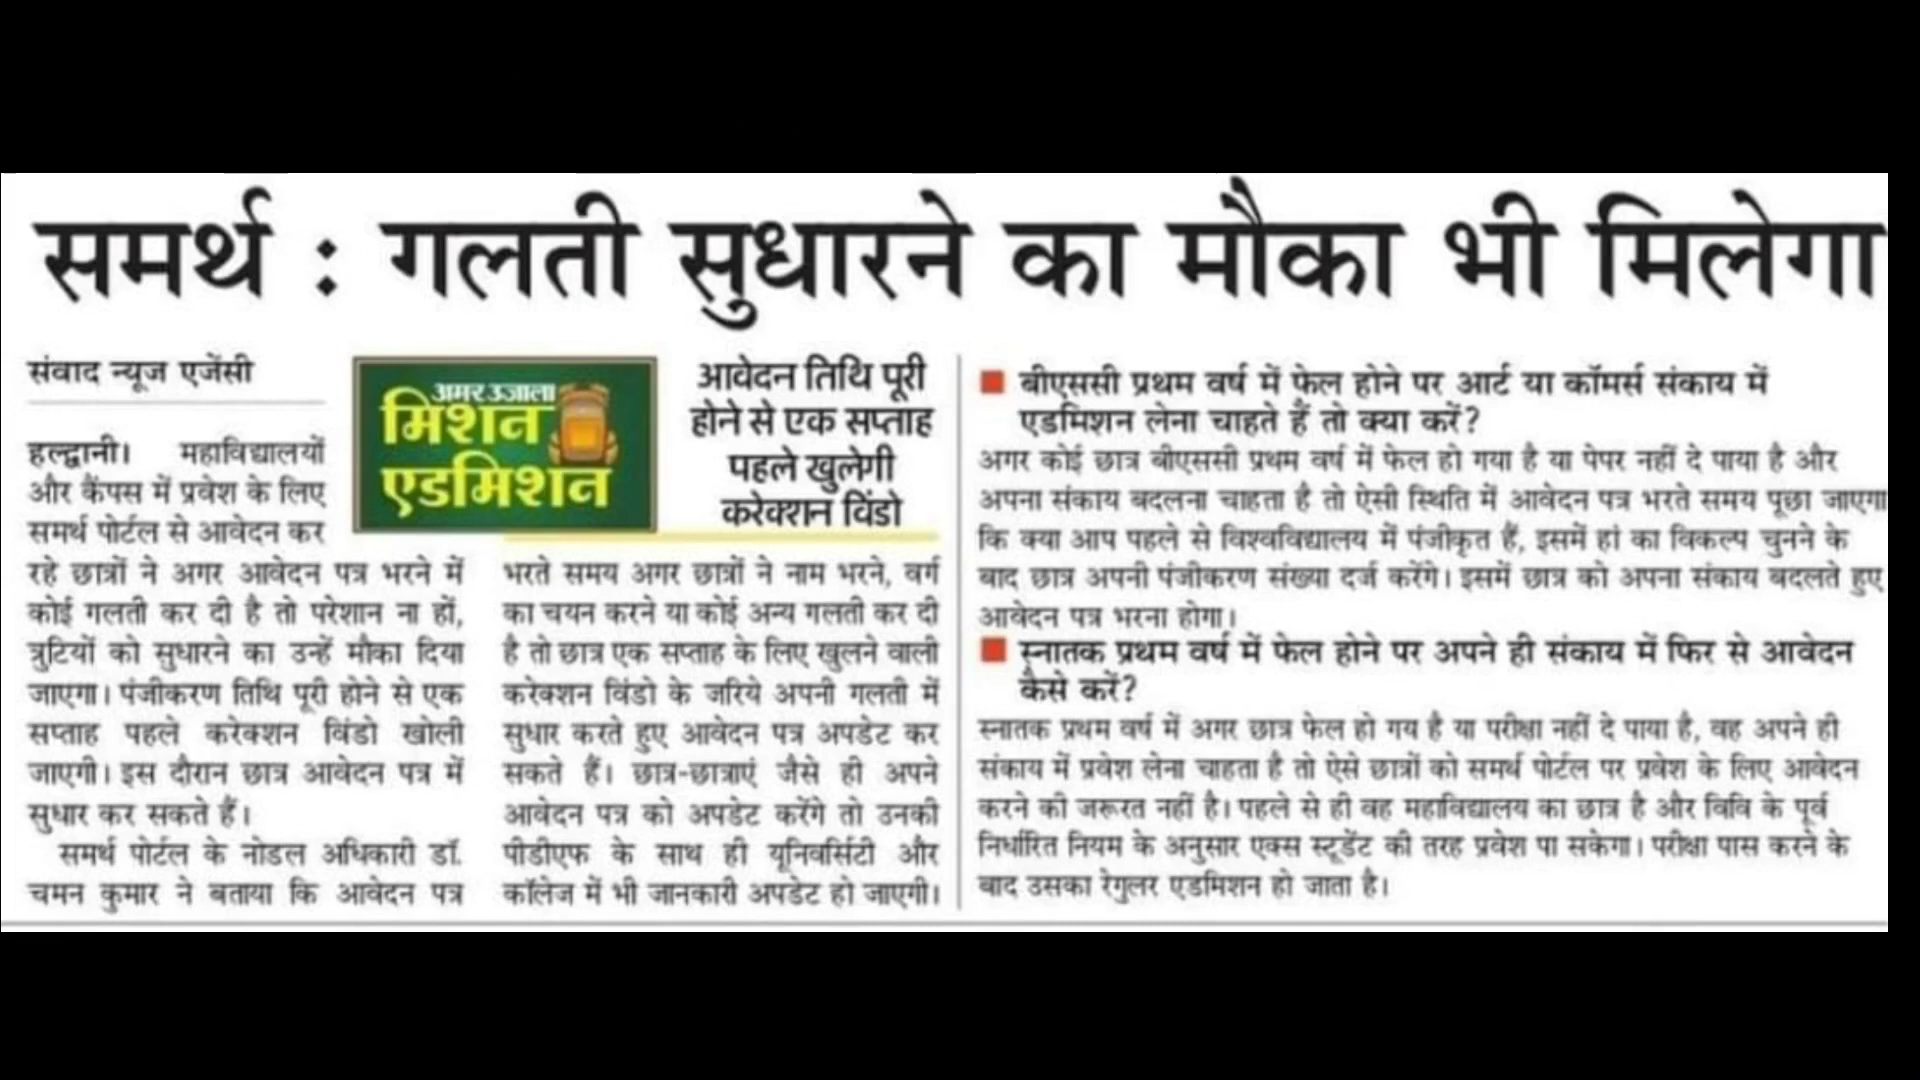 समर्थ : गलती सुधारने का मौका भी मिलेगा
संवाद न्यूज एजेंसी
हल्द्वानी। महाविद्यालयों
और कैंपस में प्रवेश के लिए
समर्थ पोर्टल से आवेदन कर
रहे छात्रों ने अगर आवेदन पत्र भरने में
कोई गलती कर दी है तो परेशान ना हों,
त्रुटियों को सुधारने का उन्हें मौका दिया
जाएगा। पंजीकरण तिथि पूरी होने से एक
सप्ताह पहले करेक्शन विंडो खोली
जाएगी। इस दौरान छात्र आवेदन पत्र में
सुधार कर सकते हैं।
समर्थ पोर्टल के नोडल अधिकारी डॉ.
चमन कुमार ने बताया कि आवेदन पत्र
अमर उजाला
मिशन
एडमिशन
आवेदन तिथि पूरी
होने से एक सप्ताह
पहले खुलेगी
करेक्शन विंडो
भरते समय अगर छात्रों ने नाम भरने, वर्ग
का चयन करने या कोई अन्य गलती कर दी
है तो छात्र एक सप्ताह के लिए खुलने वाली
करेक्शन विंडो के जरिये अपनी गलती में
सुधार करते हुए आवेदन पत्र अपडेट कर
सकते हैं। छात्र-छात्राएं जैसे ही अपने
आवेदन पत्र को अपडेट करेंगे तो उनकी
पीडीएफ के साथ ही यूनिवर्सिटी और
कॉलेज में भी जानकारी अपडेट हो जाएगी।
■ बीएससी प्रथम वर्ष में फेल होने पर आर्ट या कॉमर्स संकाय में
एडमिशन लेना चाहते हैं तो क्या करें?
अगर कोई छात्र बीएससी प्रथम वर्ष में फेल हो गया है या पेपर नहीं दे पाया है और
अपना संकाय बदलना चाहता है तो ऐसी स्थिति में आवेदन पत्र भरते समय पूछा जाएगा
कि क्या आप पहले से विश्वविद्यालय में पंजीकृत हैं, इसमें हां का विकल्प चुनने के
बाद छात्र अपनी पंजीकरण संख्या दर्ज करेंगे। इसमें छात्र को अपना संकाय बदलते हुए
आवेदन पत्र भरना होगा।
■ स्नातक प्रथम वर्ष में फेल होने पर अपने ही संकाय में फिर से आवेदन
कैसे करें?
स्नातक प्रथम वर्ष में अगर छात्र फेल हो गय है या परीक्षा नहीं दे पाया है, वह अपने ही
संकाय में प्रवेश लेना चाहता है तो ऐसे छात्रों को समर्थ पोर्टल पर प्रवेश के लिए आवेदन
करने की जरूरत नहीं है। पहले से ही वह महाविद्यालय का छात्र है और विवि के पूर्व
निर्धारित नियम के अनुसार एक्स स्टूडेंट की तरह प्रवेश पा सकेगा। परीक्षा पास करने के
बाद उसका रेगुलर एडमिशन हो जाता है।